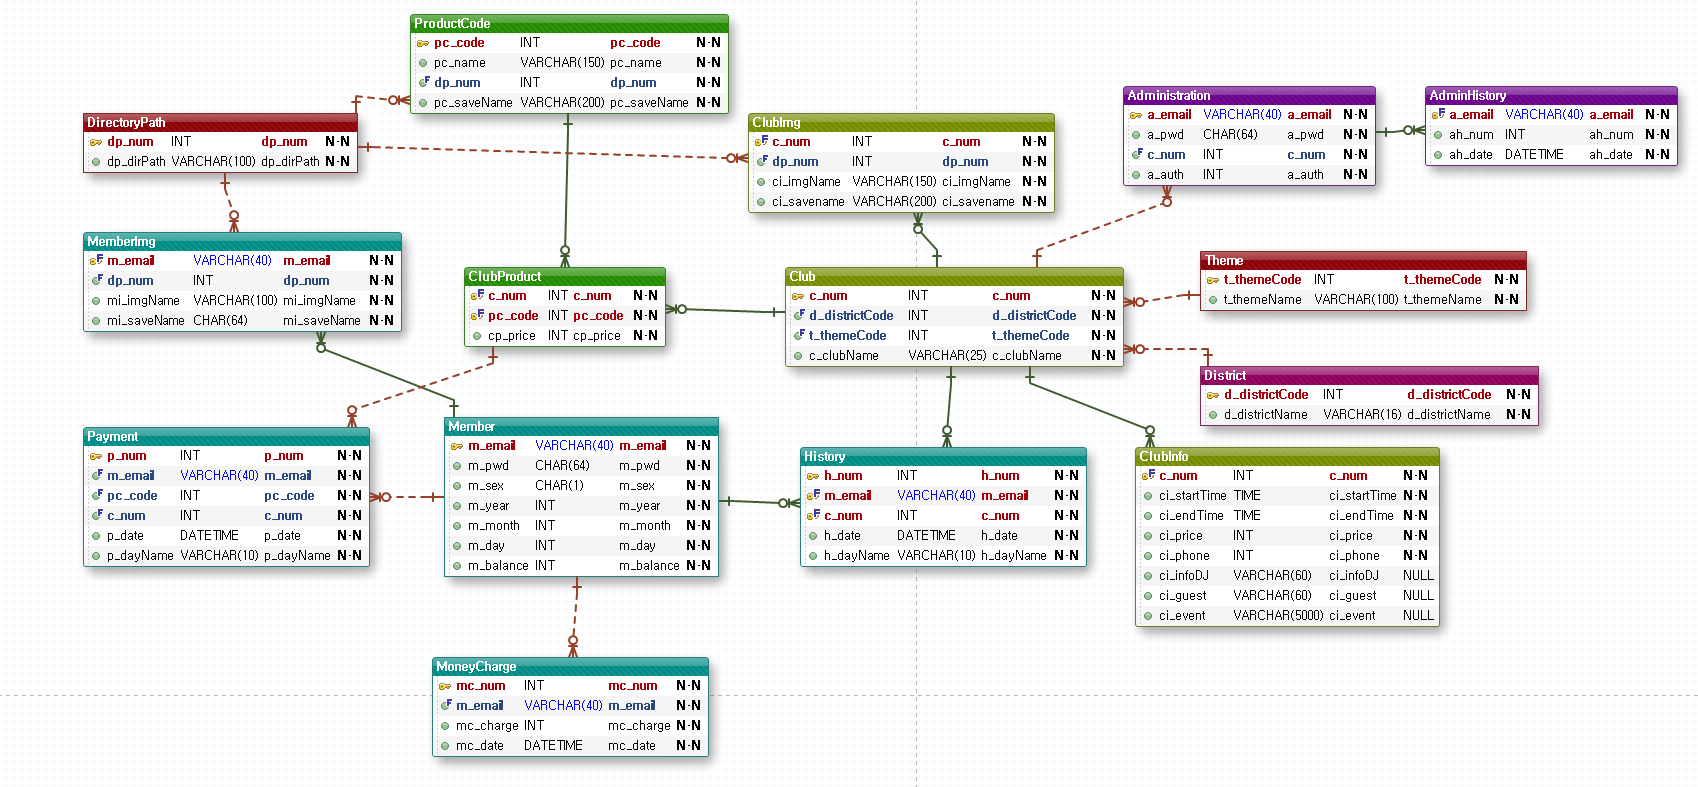 ProductCode
pc_code INT pc_code N-N
pc_name VARCHAR(150) pc_name N-N
dp_num INT dp_num N-N
pc_saveName VARCHAR(200) pc_saveName N-N
DirectoryPath
dp_num INT dp_num N-N
dp_dirPath VARCHAR(100) dp_dirPath N-N
ClubImg
c_num INT c_num N-N
dp_num INT dp_num N-N
ci_imgName VARCHAR(150) ci_imgName N-N
ci_savename VARCHAR(200) ci_savename N-N
Administration
a_email VARCHAR(40) a_email N-N
a_pwd CHAR(64) a_pwd N-N
c_num INT c_num N-N
a_auth INT a_auth N-N
AdminHistory
a_email VARCHAR(40) a_email N-N
ah_num INT ah_num N-N
ah_date DATETIME ah_date N-N
MemberImg
m_email VARCHAR(40) m_email N-N
dp_num INT dp_num N-N
mi_imgName VARCHAR(100) mi_imgName N-N
mi_saveName CHAR(64) mi_saveName N-N
ClubProduct
c_num INT c_num N-N
pc_code INT pc_code N-N
cp_price INT cp_price N-N
Club
c_num INT c_num N-N
d_districtCode INT d_districtCode N-N
t_themeCode INT t_themeCode N-N
c_clubName VARCHAR(25) c_clubName N-N
Theme
t_themeCode INT t_themeCode N-N
t_themeName VARCHAR(100) t_themeName N-N
District
d_districtCode INT d_districtCode N-N
d_districtName VARCHAR(16) d_districtName N-N
Payment
p_num INT p_num N-N
m_email VARCHAR(40) m_email N-N
pc_code INT pc_code N-N
c_num INT c_num N-N
p_date DATETIME p_date N-N
p_dayName VARCHAR(10) p_dayName N-N
Member
m_email VARCHAR(40) m_email N-N
m_pwd CHAR(64) m_pwd N-N
m_sex CHAR(1) m_sex N-N
m_year INT m_year N-N
m_month INT m_month N-N
m_day INT m_day N-N
m_balance INT m_balance N-N
History
h_num INT h_num N-N
m_email VARCHAR(40) m_email N-N
c_num INT c_num N-N
h_date DATETIME h_date N-N
h_dayName VARCHAR(10) h_dayName N-N
ClubInfo
c_num INT c_num N-N
ci_startTime TIME ci_startTime N-N
ci_endTime TIME ci_endTime N-N
ci_price INT ci_price N-N
ci_phone INT ci_phone N-N
ci_infoDJ VARCHAR(60) ci_infoDJ NULL
ci_guest VARCHAR(60) ci_guest NULL
ci_event VARCHAR(5000) ci_event NULL
MoneyCharge
mc_num INT mc_num N-N
m_email VARCHAR(40) m_email N-N
mc_charge INT mc_charge N-N
mc_date DATETIME mc_date N-N